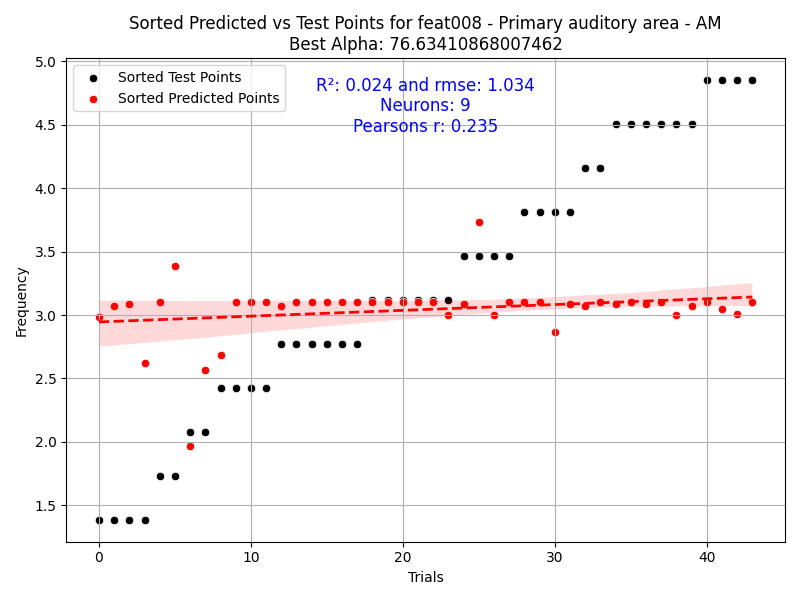 Sorted Predicted vs Test Points for feat008 - Primary auditory area - AM
Best Alpha: 76.63410868007462
Sorted Test Points
Sorted Predicted Points
R²: 0.024 and rmse: 1.034
Neurons: 9
Pearsons r: 0.235
Frequency
5.0
4.5
4.0
3.5
3.0
2.5
2.0
1.5
0
10
20
30
40
Trials